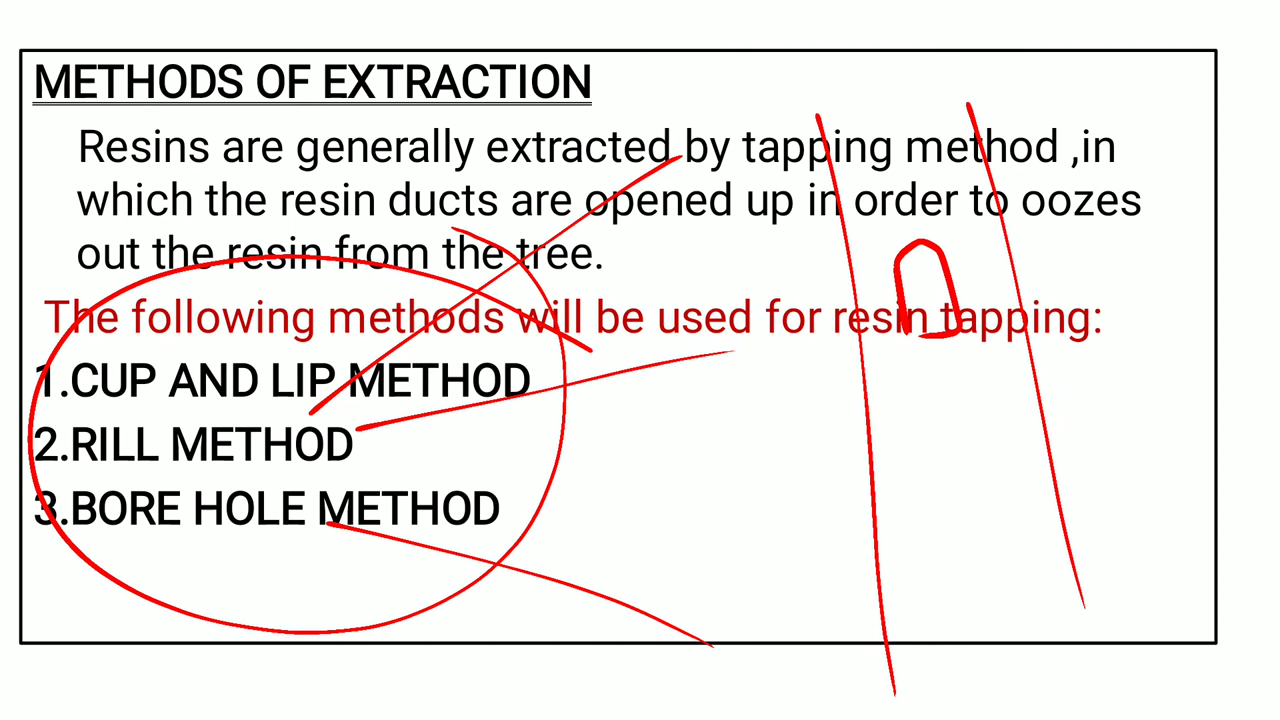 METHODS OF EXTRACTION
Resins are generally extracted by tapping method ,in
which the resin ducts are opened up in order to oozes
out the resin from the tree.
The following methods will be used for resin tapping:
1.CUP AND LIP METHOD
2.RILL METHOD
3.BORE HOLE METHOD